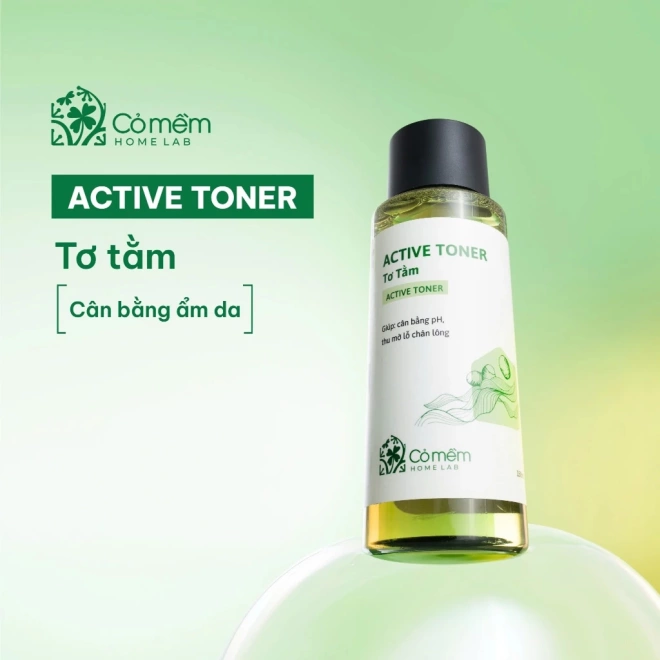 Cỏ mềm
HOME LAB
ACTIVE TONER
Tơ tằm
Cân bằng ẩm da
ACTIVE TONER
Tơ Tằm
ACTIVE TONER
Giúp: cân bằng pH,
thu mờ lỗ chân lông
Cỏ mềm
HOME LAB